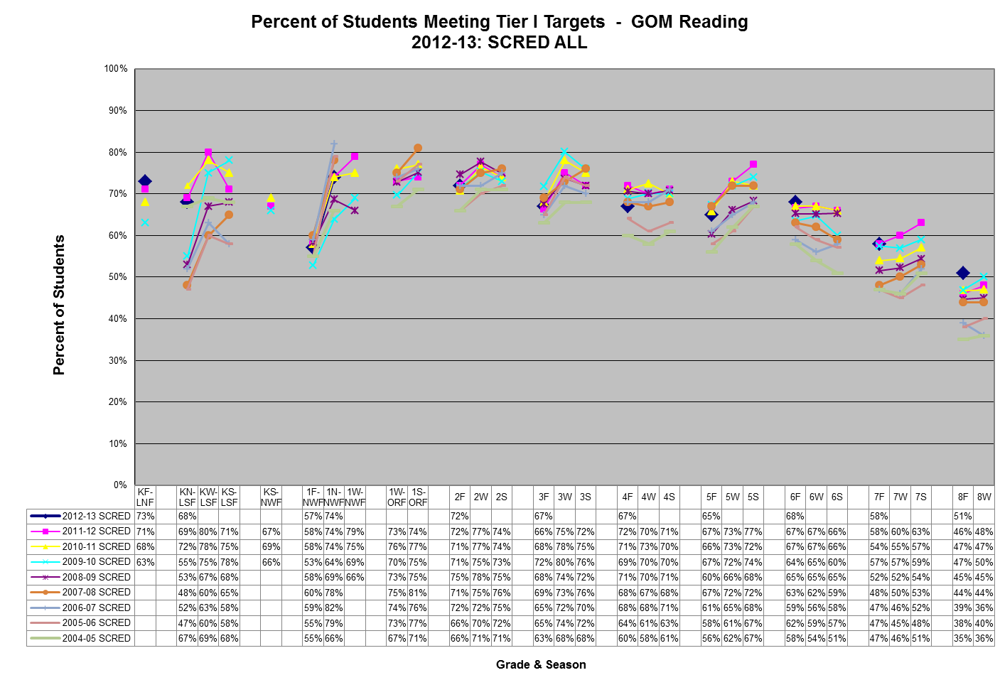 Percent of Students Meeting Tier I Targets - GOM Reading
2012-13: SCRED ALL
100%
90%
80%
70%
60%
50%
40%
30%
20%
10%
0%
Percent of Students
KF-LNF KN-LSF KW-LSF KS-LSF KS-NWF 1F-NWF 1N-NWF 1W-NWF 1W-ORF 1S-ORF 2F 2W 2S 3F 3W 3S 4F 4W 4S 5F 5W 5S 6F 6W 6S 7F 7W 7S 8F 8W
2012-13 SCRED 73% 68% 57% 74% 72% 67% 67% 65% 68% 58% 51%
2011-12 SCRED 71% 69% 80% 71% 67% 58% 74% 79% 73% 74% 72% 77% 74% 66% 75% 72% 72% 70% 71% 67% 73% 77% 67% 67% 66% 58% 60% 63% 46% 48%
2010-11 SCRED 68% 72% 78% 75% 69% 58% 74% 75% 76% 77% 71% 77% 74% 68% 78% 75% 71% 73% 70% 66% 73% 72% 67% 67% 66% 54% 55% 57% 47% 47%
2009-10 SCRED 63% 55% 75% 78% 66% 53% 64% 69% 70% 75% 71% 75% 73% 72% 80% 76% 69% 70% 70% 67% 72% 74% 64% 65% 60% 57% 57% 59% 47% 50%
2008-09 SCRED 53% 67% 68% 58% 69% 66% 73% 75% 75% 78% 75% 68% 74% 72% 71% 70% 71% 60% 66% 68% 65% 65% 65% 52% 52% 54% 45% 45%
2007-08 SCRED 48% 60% 65% 60% 78% 75% 81% 71% 75% 76% 69% 73% 76% 68% 67% 68% 67% 72% 72% 63% 62% 59% 48% 50% 53% 44% 44%
2006-07 SCRED 52% 63% 58% 59% 82% 74% 76% 72% 72% 75% 65% 72% 70% 68% 68% 71% 61% 65% 68% 59% 56% 58% 47% 46% 52% 39% 36%
2005-06 SCRED 47% 60% 58% 55% 79% 73% 77% 66% 70% 72% 65% 74% 72% 64% 61% 63% 58% 61% 67% 62% 59% 57% 47% 45% 48% 38% 40%
2004-05 SCRED 67% 69% 68% 55% 66% 67% 71% 66% 71% 71% 63% 68% 68% 60% 58% 61% 56% 62% 67% 58% 54% 51% 47% 46% 51% 35% 36%
Grade & Season